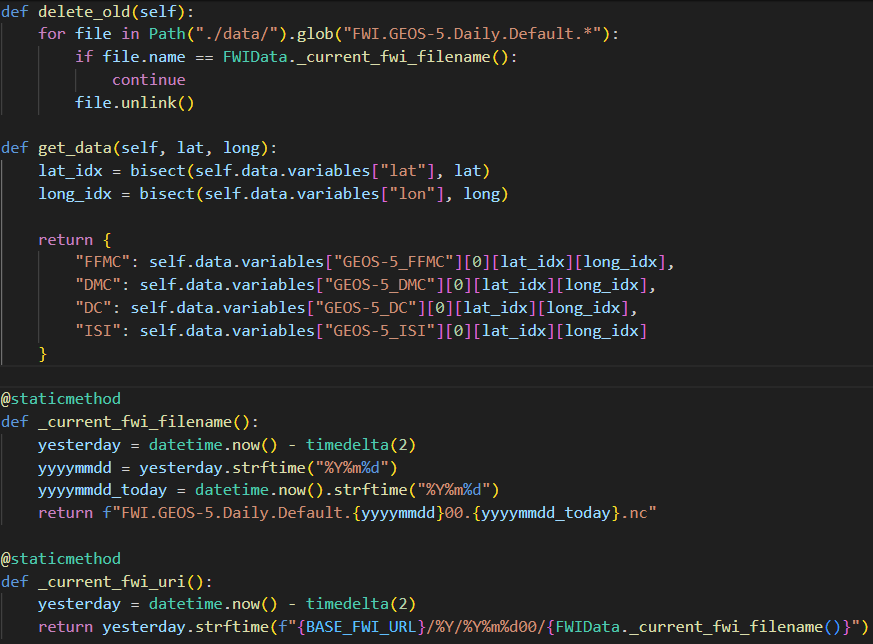 def delete_old(self):
    for file in Path("./data/").glob("FWI.GEOS-5.Daily.Default.*"):
        if file.name == FWIData._current_fwi_filename():
            continue
        file.unlink()

def get_data(self, lat, long):
    lat_idx = bisect(self.data.variables["lat"], lat)
    long_idx = bisect(self.data.variables["lon"], long)

    return {
        "FFMC": self.data.variables["GEOS-5_FFMC"][0][lat_idx][long_idx],
        "DMC": self.data.variables["GEOS-5_DMC"][0][lat_idx][long_idx],
        "DC": self.data.variables["GEOS-5_DC"][0][lat_idx][long_idx],
        "ISI": self.data.variables["GEOS-5_ISI"][0][lat_idx][long_idx]
    }

@staticmethod
def _current_fwi_filename():
    yesterday = datetime.now() - timedelta(2)
    yyyymmdd = yesterday.strftime("%Y%m%d")
    yyyymmdd_today = datetime.now().strftime("%Y%m%d")
    return f"FWI.GEOS-5.Daily.Default.{yyyymmdd}00.{yyyymmdd_today}.nc"

@staticmethod
def _current_fwi_uri():
    yesterday = datetime.now() - timedelta(2)
    return yesterday.strftime(f"{BASE_FWI_URL}/%Y/%Y%m%d00/{FWIData._current_fwi_filename()}")